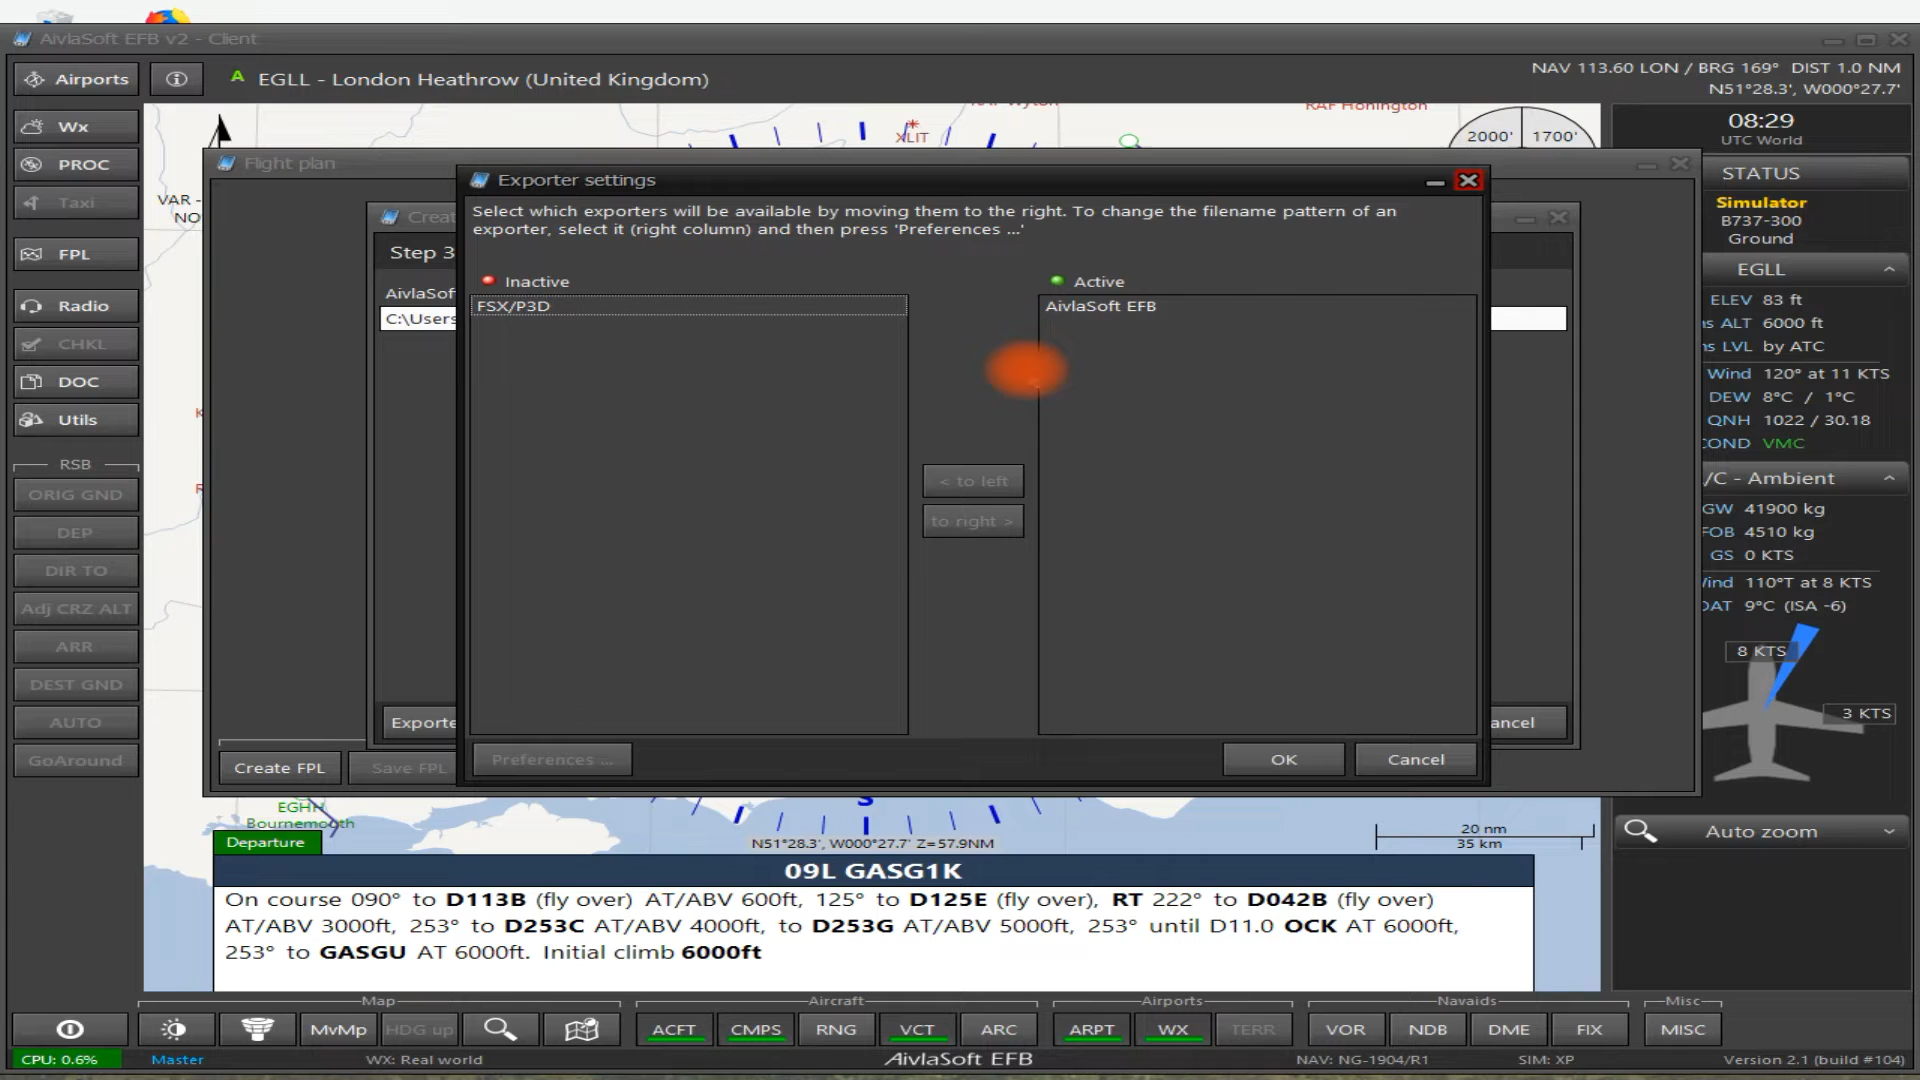 AivlaSoft EFB v2 - Client
Airports
A EGLL - London Heathrow (United Kingdom)
NAV 113.60 LON / BRG 169° DIST 1.0 NM
N51°28.3', W000°27.7'
Wx
PROC
Taxi
FPL
Radio
CHKL
DOC
Utils
RSB
ORIG GND
DEP
DIR TO
Adj CRZ ALT
ARR
DEST GND
AUTO
GoAround
RAF Honington
XLIT
2000' 1700'
VAR -
NO
Flight plan
Step 3
C:\Users
Create FPL
Save FPL
Exporter settings
Select which exporters will be available by moving them to the right. To change the filename pattern of an
exporter, select it (right column) and then press 'Preferences ...'
Inactive
FSX/P3D
Active
AivlaSoft EFB
< to left
to right >
Preferences ...
OK
Cancel
08:29
UTC World
STATUS
Simulator
B737-300
Ground
EGLL
ELEV 83 ft
ALT 6000 ft
LVL by ATC
Wind 120° at 11 KTS
DEW 8°C / 1°C
QNH 1022 / 30.18
COND VMC
A/C - Ambient
GW 41900 kg
FOB 4510 kg
GS 0 KTS
Wind 110°T at 8 KTS
OAT 9°C (ISA -6)
8 KTS
3 KTS
Auto zoom
EGHH
Bournemouth
S
N51°28.3', W000°27.7' Z=57.9NM
20 nm
35 km
Departure
09L GASG1K
On course 090° to D113B (fly over) AT/ABV 600ft, 125° to D125E (fly over), RT 222° to D042B (fly over)
AT/ABV 3000ft, 253° to D253C AT/ABV 4000ft, to D253G AT/ABV 5000ft, 253° until D11.0 OCK AT 6000ft,
253° to GASGU AT 6000ft. Initial climb 6000ft
Map Aircraft Airports Navaids Misc
MvMp HDG up ACFT CMPS RNG VCT ARC ARPT WX TERR VOR NDB DME FIX MISC
CPU: 0.6% Master WX: Real world AivlaSoft EFB NAV: NG-1904/R1 SIM: XP Version 2.1 (build #104)